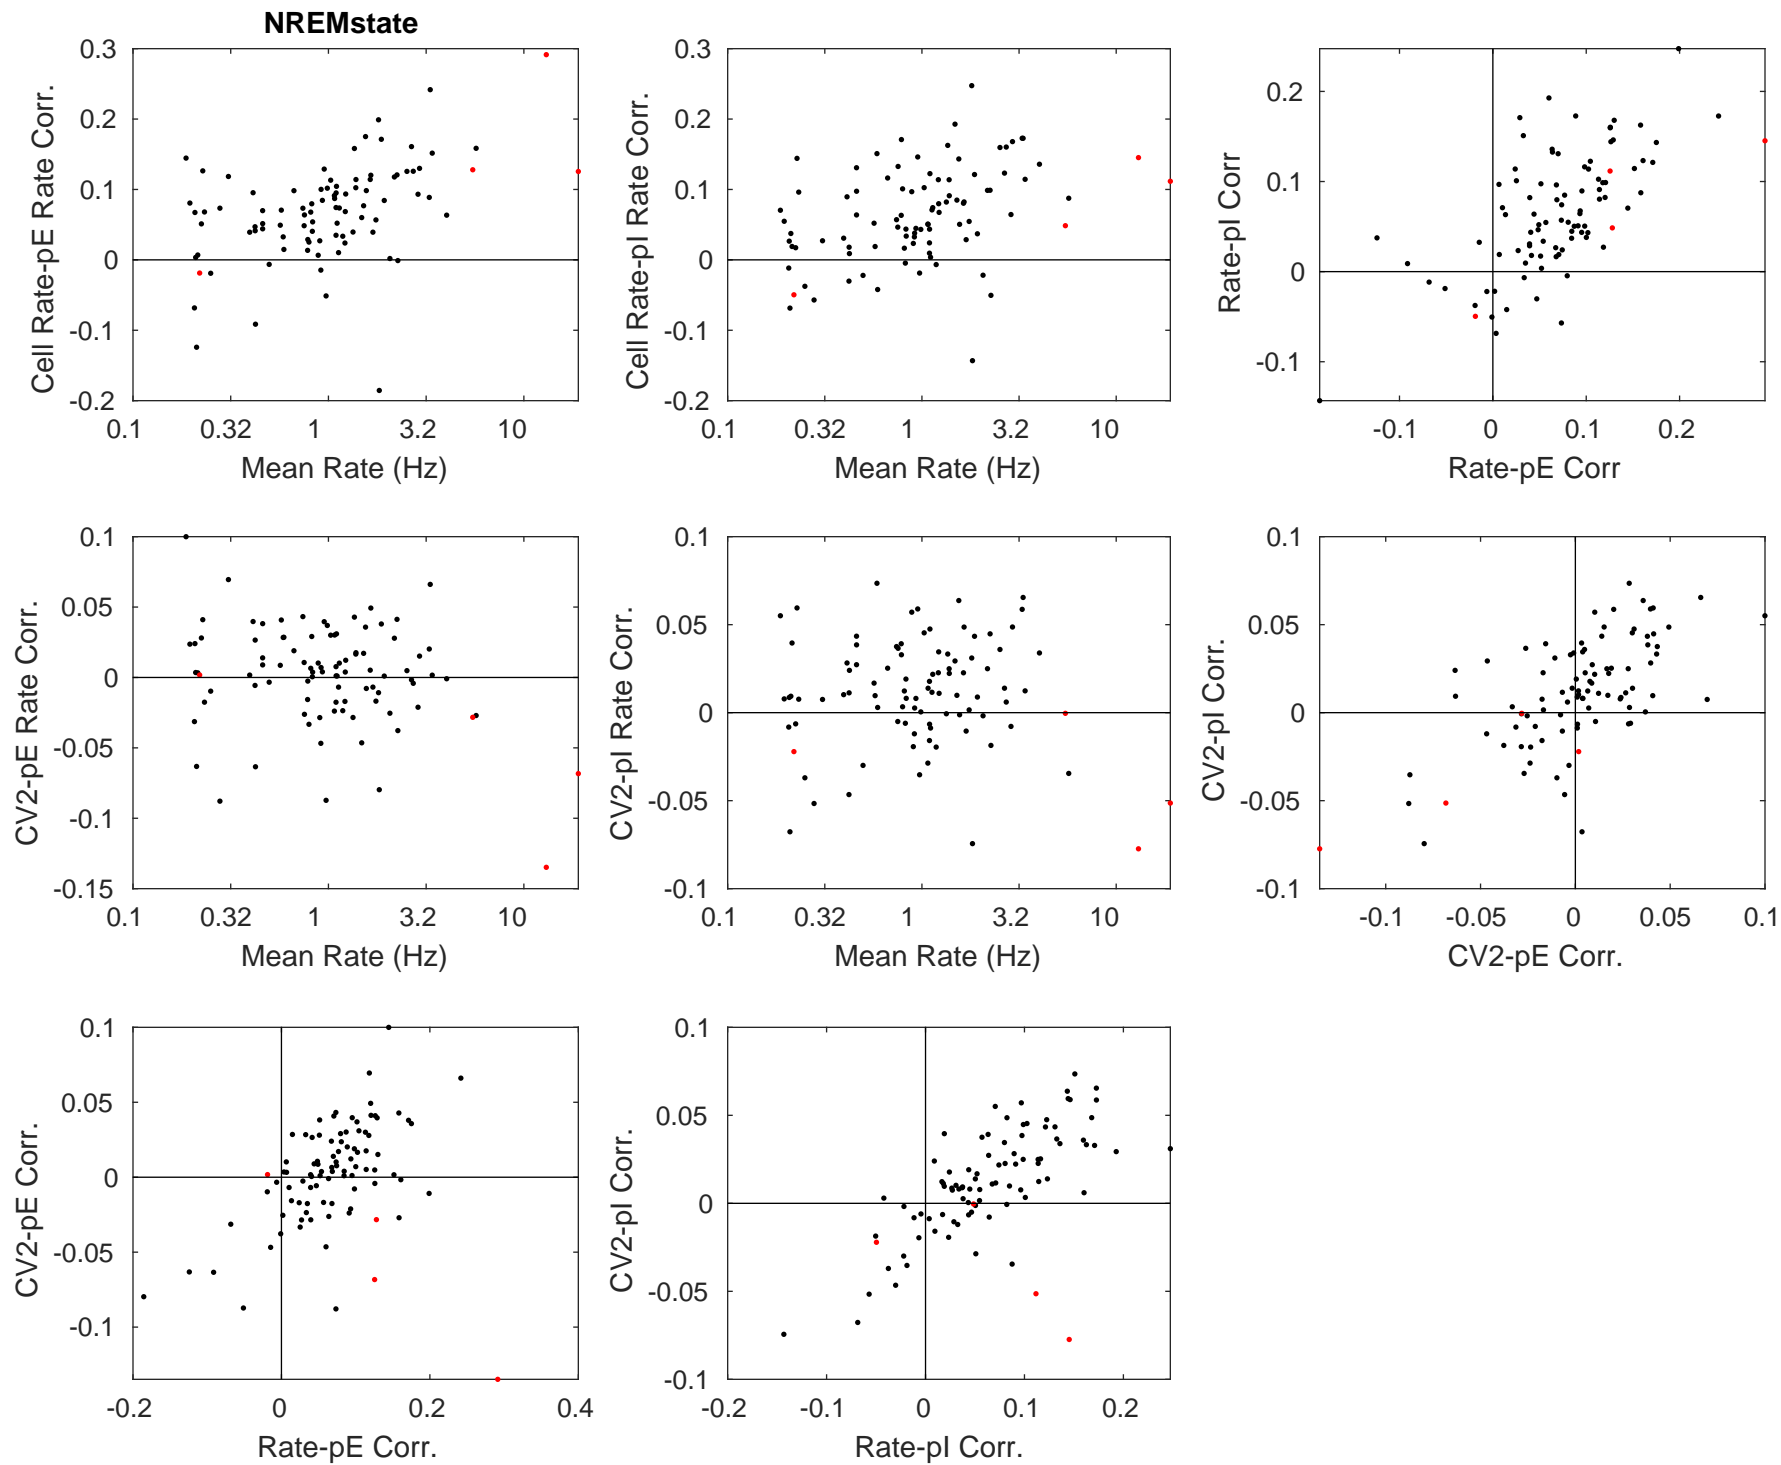 NREMstate
0.3
0.2
0.1
0
-0.1
-0.2
0.1 0.32 1 3.2 10
Cell Rate-pE Rate Corr.
Mean Rate (Hz)
0.3
0.2
0.1
0
-0.1
-0.2
0.1 0.32 1 3.2 10
Cell Rate-pI Rate Corr.
Mean Rate (Hz)
0.2
0.1
0
-0.1
-0.1 0 0.1 0.2
Rate-pI Corr
Rate-pE Corr
0.1
0.05
0
-0.05
-0.1
-0.15
0.1 0.32 1 3.2 10
CV2-pE Rate Corr.
Mean Rate (Hz)
0.1
0.05
0
-0.05
-0.1
0.1 0.32 1 3.2 10
CV2-pI Rate Corr.
Mean Rate (Hz)
0.1
0.05
0
-0.05
-0.1
-0.1 -0.05 0 0.05 0.1
CV2-pI Corr.
CV2-pE Corr.
0.1
0.05
0
-0.05
-0.1
-0.2 0 0.2 0.4
CV2-pE Corr.
Rate-pE Corr.
0.1
0.05
0
-0.05
-0.1
-0.2 -0.1 0 0.1 0.2
CV2-pI Corr.
Rate-pI Corr.